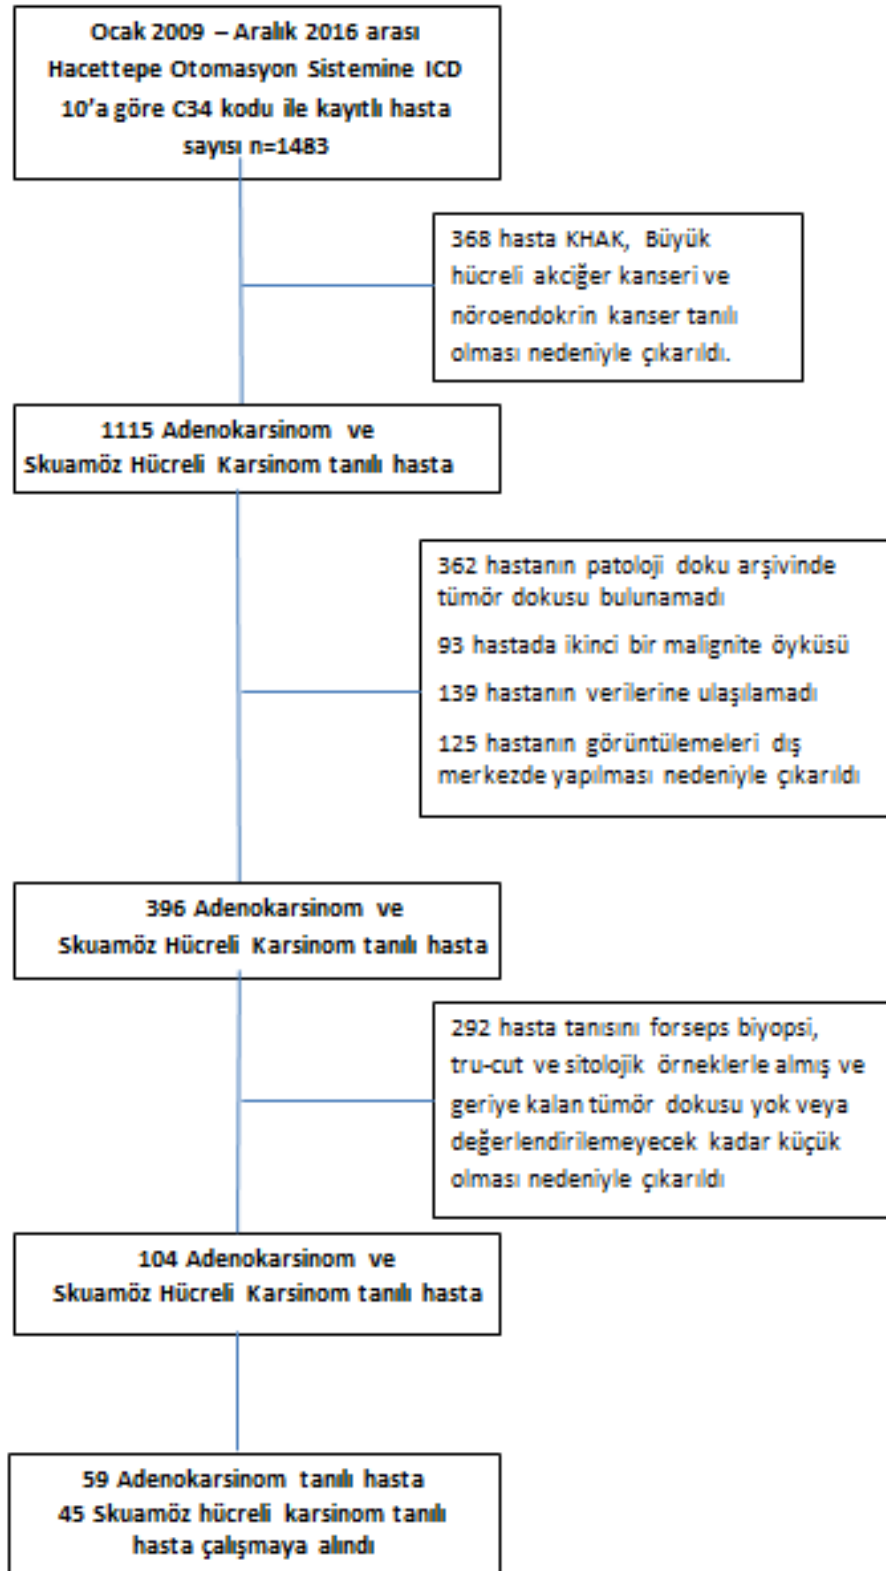 Ocak 2009 – Aralık 2016 arası
Hacettepe Otomasyon Sistemine ICD
10’a göre C34 kodu ile kayıtlı hasta
sayısı n=1483
368 hasta KHAK, Büyük
hücreli akciğer kanseri ve
nöroendokrin kanser tanılı
olması nedeniyle çıkarıldı.
1115 Adenokarsinom ve
Skuamöz Hücreli Karsinom tanılı hasta
362 hastanın patoloji doku arşivinde
tümör dokusu bulunamadı
93 hastada ikinci bir malignite öyküsü
139 hastanın verilerine ulaşılamadı
125 hastanın görüntülemeleri dış
merkezde yapılması nedeniyle çıkarıldı
396 Adenokarsinom ve
Skuamöz Hücreli Karsinom tanılı hasta
292 hasta tanısını forseps biyopsi,
tru-cut ve sitolojik örneklerle almış ve
geriye kalan tümör dokusu yok veya
değerlendirilemeyecek kadar küçük
olması nedeniyle çıkarıldı
104 Adenokarsinom ve
Skuamöz Hücreli Karsinom tanılı hasta
59 Adenokarsinom tanılı hasta
45 Skuamöz hücreli karsinom tanılı
hasta çalışmaya alındı